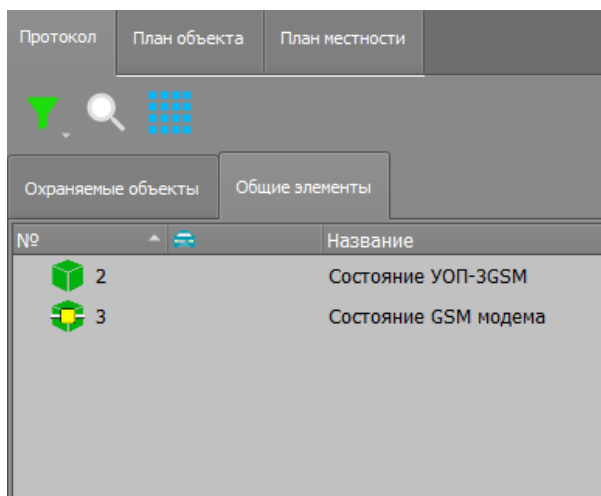 Протокол План объекта План местности
Охраняемые объекты Общие элементы
№ Название
2 Состояние УОП-3GSM
3 Состояние GSM модема